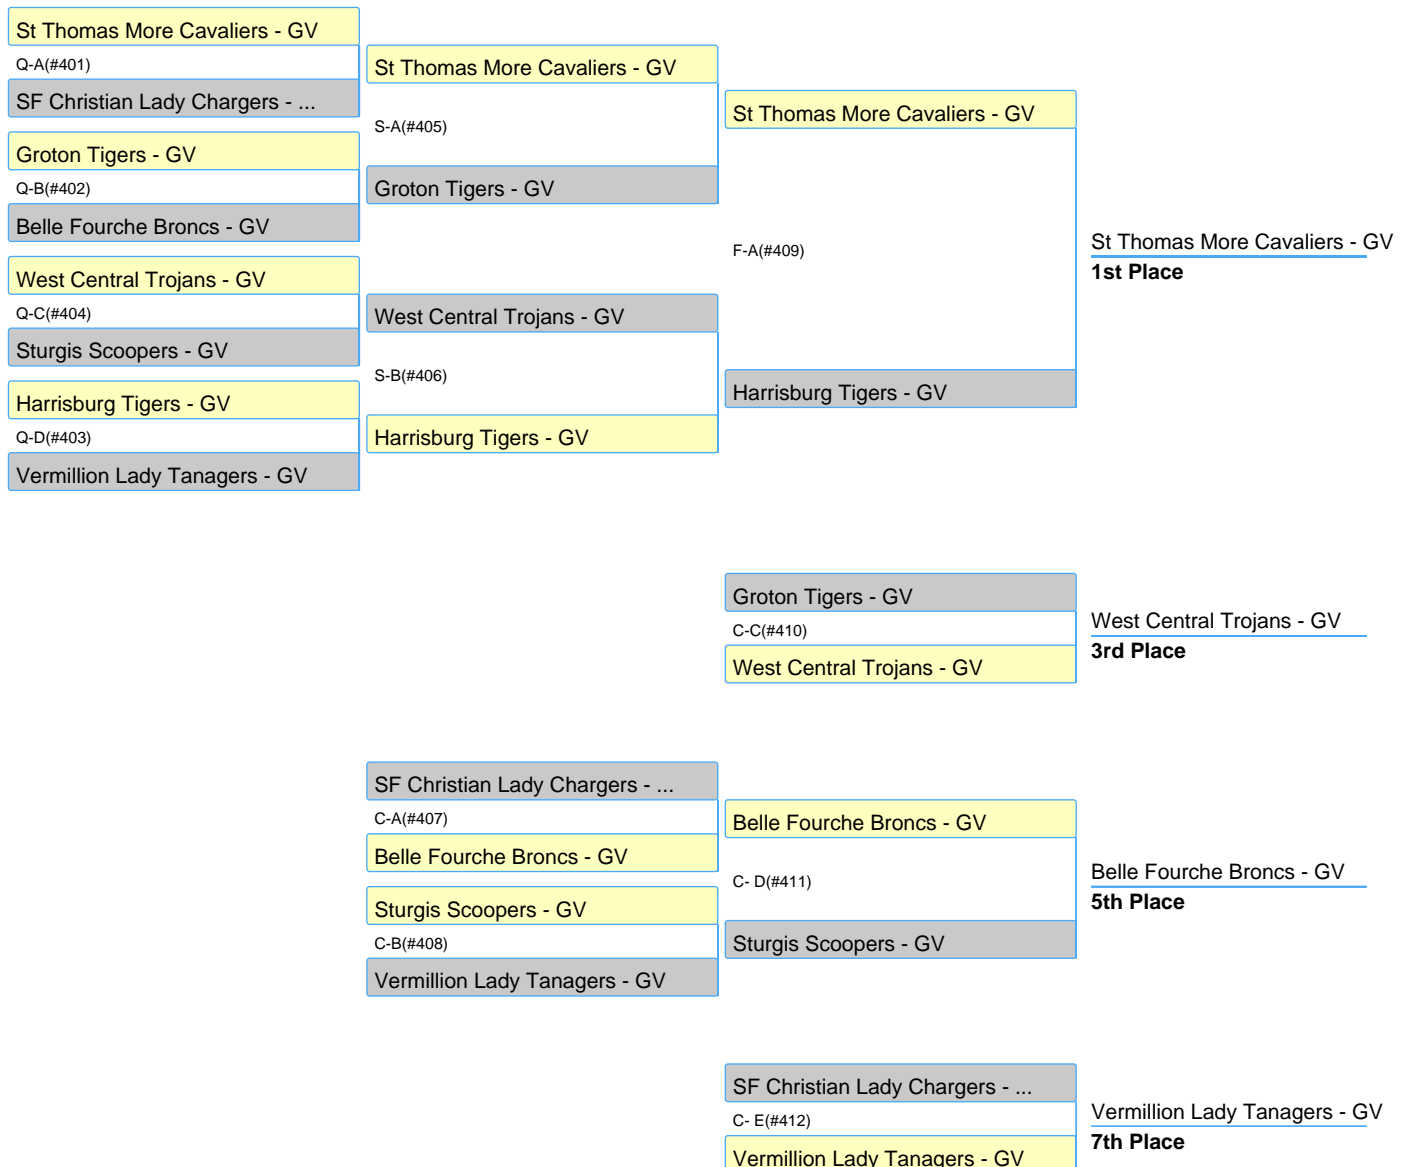 St Thomas More Cavaliers - GV
Q-A(#401)
SF Christian Lady Chargers - ...
Groton Tigers - GV
Q-B(#402)
Belle Fourche Broncs - GV
West Central Trojans - GV
Q-C(#404)
Sturgis Scoopers - GV
Harrisburg Tigers - GV
Q-D(#403)
Vermillion Lady Tanagers - GV
St Thomas More Cavaliers - GV
S-A(#405)
Groton Tigers - GV
West Central Trojans - GV
S-B(#406)
Harrisburg Tigers - GV
St Thomas More Cavaliers - GV
F-A(#409)
Harrisburg Tigers - GV
St Thomas More Cavaliers - GV
1st Place
Groton Tigers - GV
C-C(#410)
West Central Trojans - GV
West Central Trojans - GV
3rd Place
SF Christian Lady Chargers - ...
C-A(#407)
Belle Fourche Broncs - GV
Sturgis Scoopers - GV
C-B(#408)
Vermillion Lady Tanagers - GV
Belle Fourche Broncs - GV
C- D(#411)
Sturgis Scoopers - GV
Belle Fourche Broncs - GV
5th Place
SF Christian Lady Chargers - ...
C- E(#412)
Vermillion Lady Tanagers - GV
Vermillion Lady Tanagers - GV
7th Place